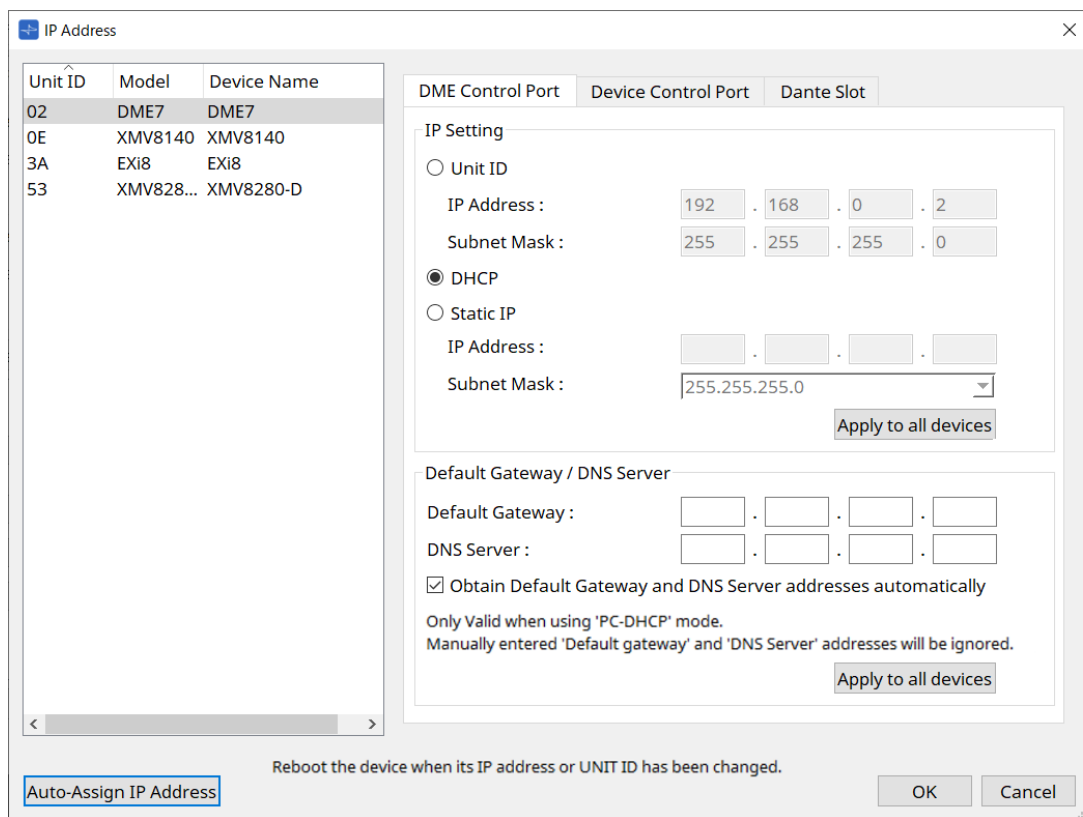 IP Address
Unit ID Model Device Name
02 DME7 DME7
0E XMV8140 XMV8140
3A EXi8 EXi8
53 XMV828... XMV8280-D
DME Control Port Device Control Port Dante Slot
IP Setting
Unit ID
IP Address : 192 . 168 . 0 . 2
Subnet Mask : 255 . 255 . 255 . 0
DHCP
Static IP
IP Address : . . .
Subnet Mask : 255.255.255.0
Apply to all devices
Default Gateway / DNS Server
Default Gateway : . . .
DNS Server : . . .
Obtain Default Gateway and DNS Server addresses automatically
Only Valid when using 'PC-DHCP' mode.
Manually entered 'Default gateway' and 'DNS Server' addresses will be ignored.
Apply to all devices
Reboot the device when its IP address or UNIT ID has been changed.
Auto-Assign IP Address OK Cancel